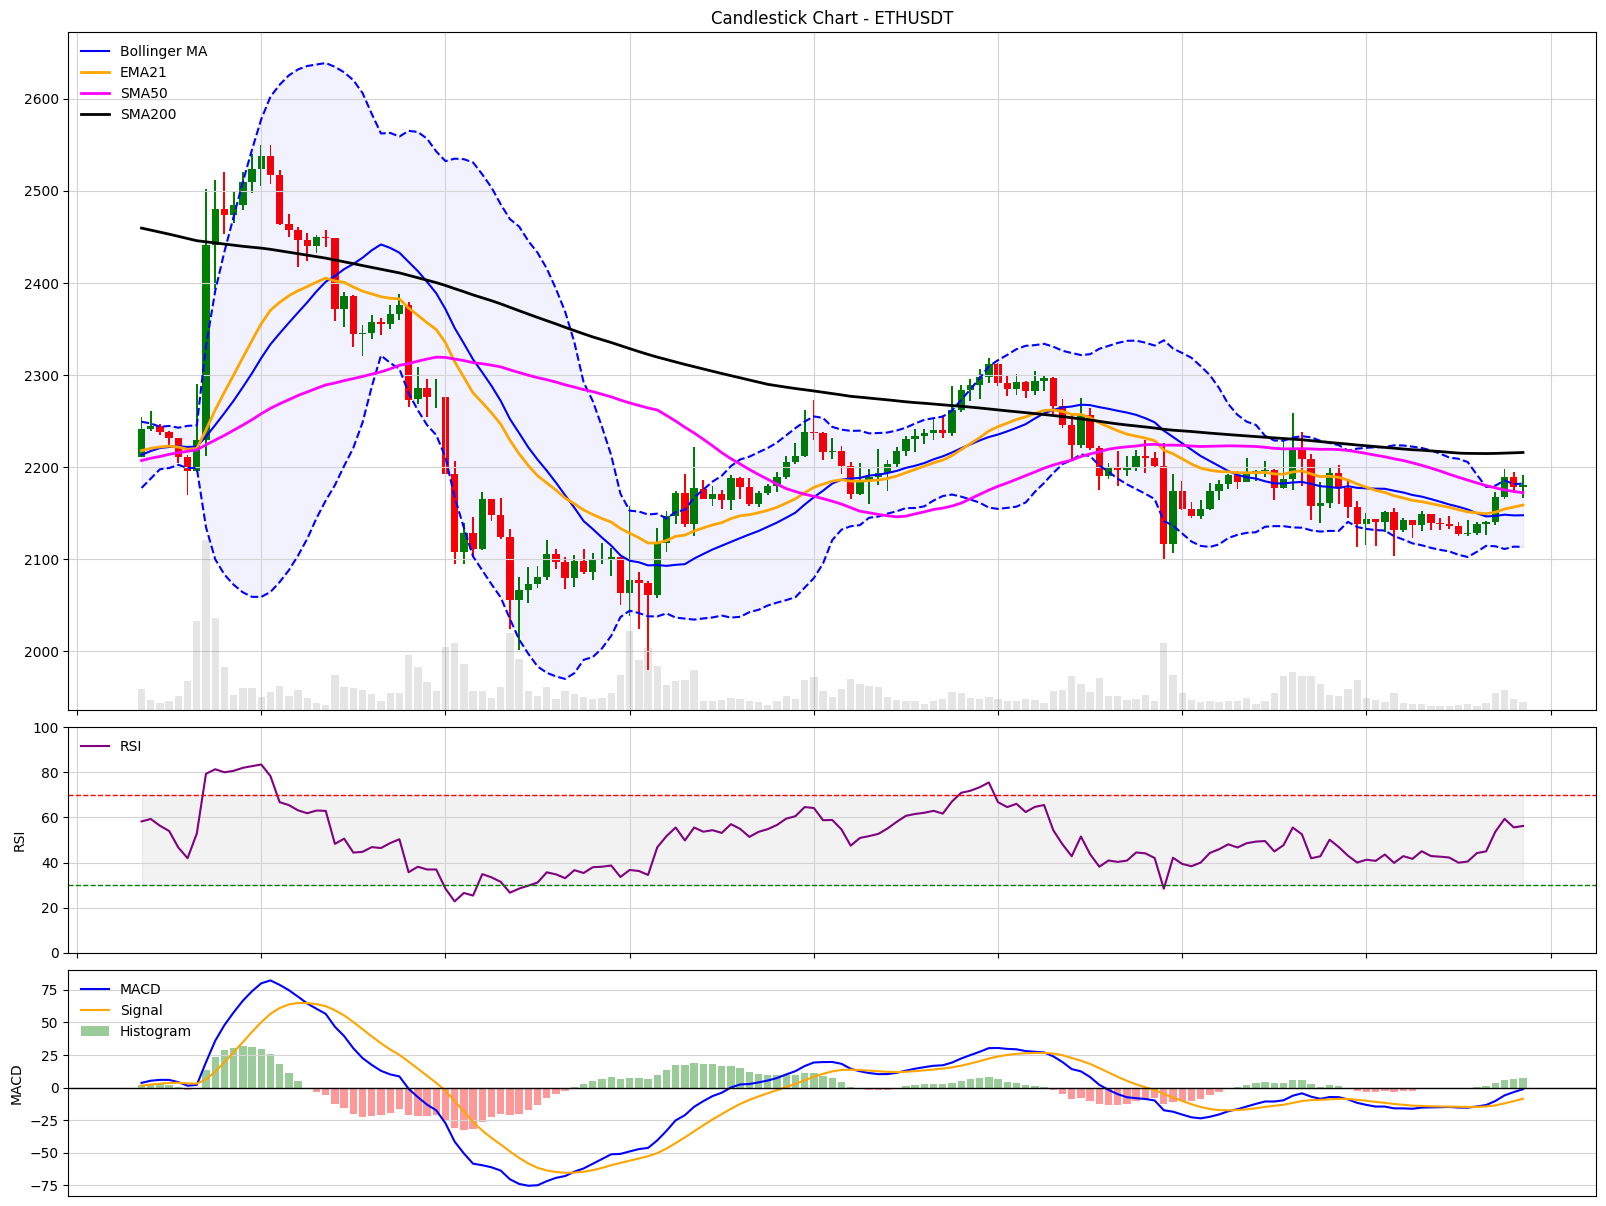 Candlestick Chart - ETHUSDT
Bollinger MA
EMA21
SMA50
SMA200
2600
2500
2400
2300
2200
2100
2000
RSI
100
80
60
40
20
0
RSI
MACD
Signal
Histogram
75
50
25
0
−25
−50
−75
MACD